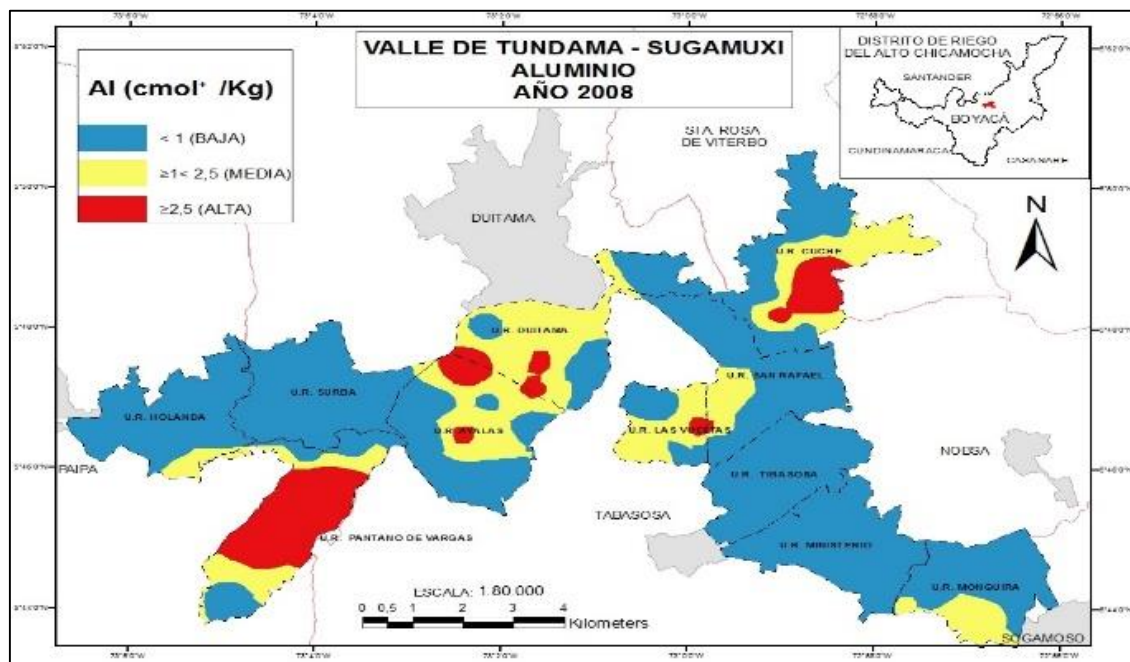 VALLE DE TUNDAMA - SUGAMUXI
ALUMINIO
AÑO 2008
Al (cmol⁺ /Kg)
< 1 (BAJA)
≥1< 2,5 (MEDIA)
≥2,5 (ALTA)
DISTRITO DE RIEGO
DEL ALTO CHICAMOCHA
SANTANDER
BOYACÁ
CUNDINAMARCA
CASANARE
STA. ROSA
DE VITERBO
N
DUITAMA
U.R. CUCHE
U.R. DUITAMA
U.R. SURBA
U.R. HOLANDA
U.R. SAN RAFAEL
U.R. AYALAS
U.R. LAS VUELTAS
PAIPA
NOBSA
U.R. TIBASOSA
TABASOSA
U.R. PANTANO DE VARGAS
U.R. MINISTERIO
U.R. MONQUIRA
SOGAMOSO
ESCALA: 1:80.000
0 0,5 1 2 3 4
Kilometers